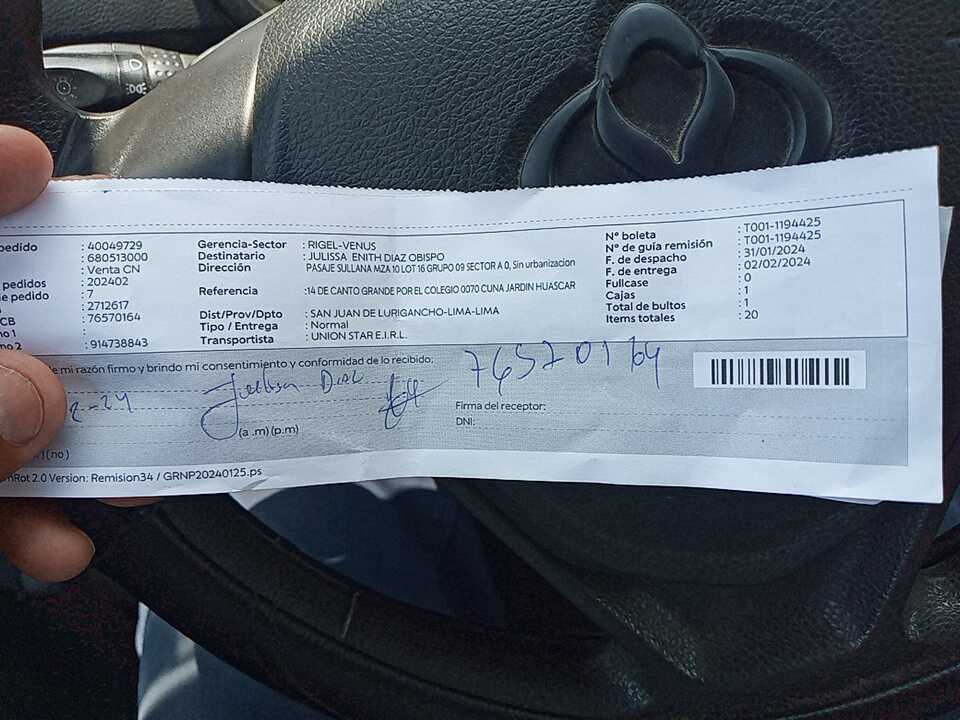 pedido : 40049729
: 680513000
: Venta CN
pedidos : 202402
de pedido : 7
: 2712617
CB : 76570164
no 1 :
no 2 : 914738843
Gerencia-Sector : RIGEL-VENUS
Destinatario : JULISSA ENITH DIAZ OBISPO
Dirección : PASAJE SULLANA MZA 10 LOT 16 GRUPO 09 SECTOR A 0, Sin urbanizacion
Referencia :14 DE CANTO GRANDE POR EL COLEGIO 0070 CUNA JARDIN HUASCAR
Dist/Prov/Dpto : SAN JUAN DE LURIGANCHO-LIMA-LIMA
Tipo / Entrega : Normal
Transportista : UNION STAR E.I.R.L.
N° boleta : T001-1194425
N° de guía remisión : T001-1194425
F. de despacho : 31/01/2024
F. de entrega : 02/02/2024
Fullcase : 0
Cajas : 1
Total de bultos : 1
Items totales : 20
de mi razón firmo y brindo mi consentimiento y conformidad de lo recibido:
2-24 Julissa Diaz 76570164
(a .m) (p.m)
Firma del receptor:
DNI:
(no )
mRot 2.0 Version: Remision34 / GRNP20240125.ps